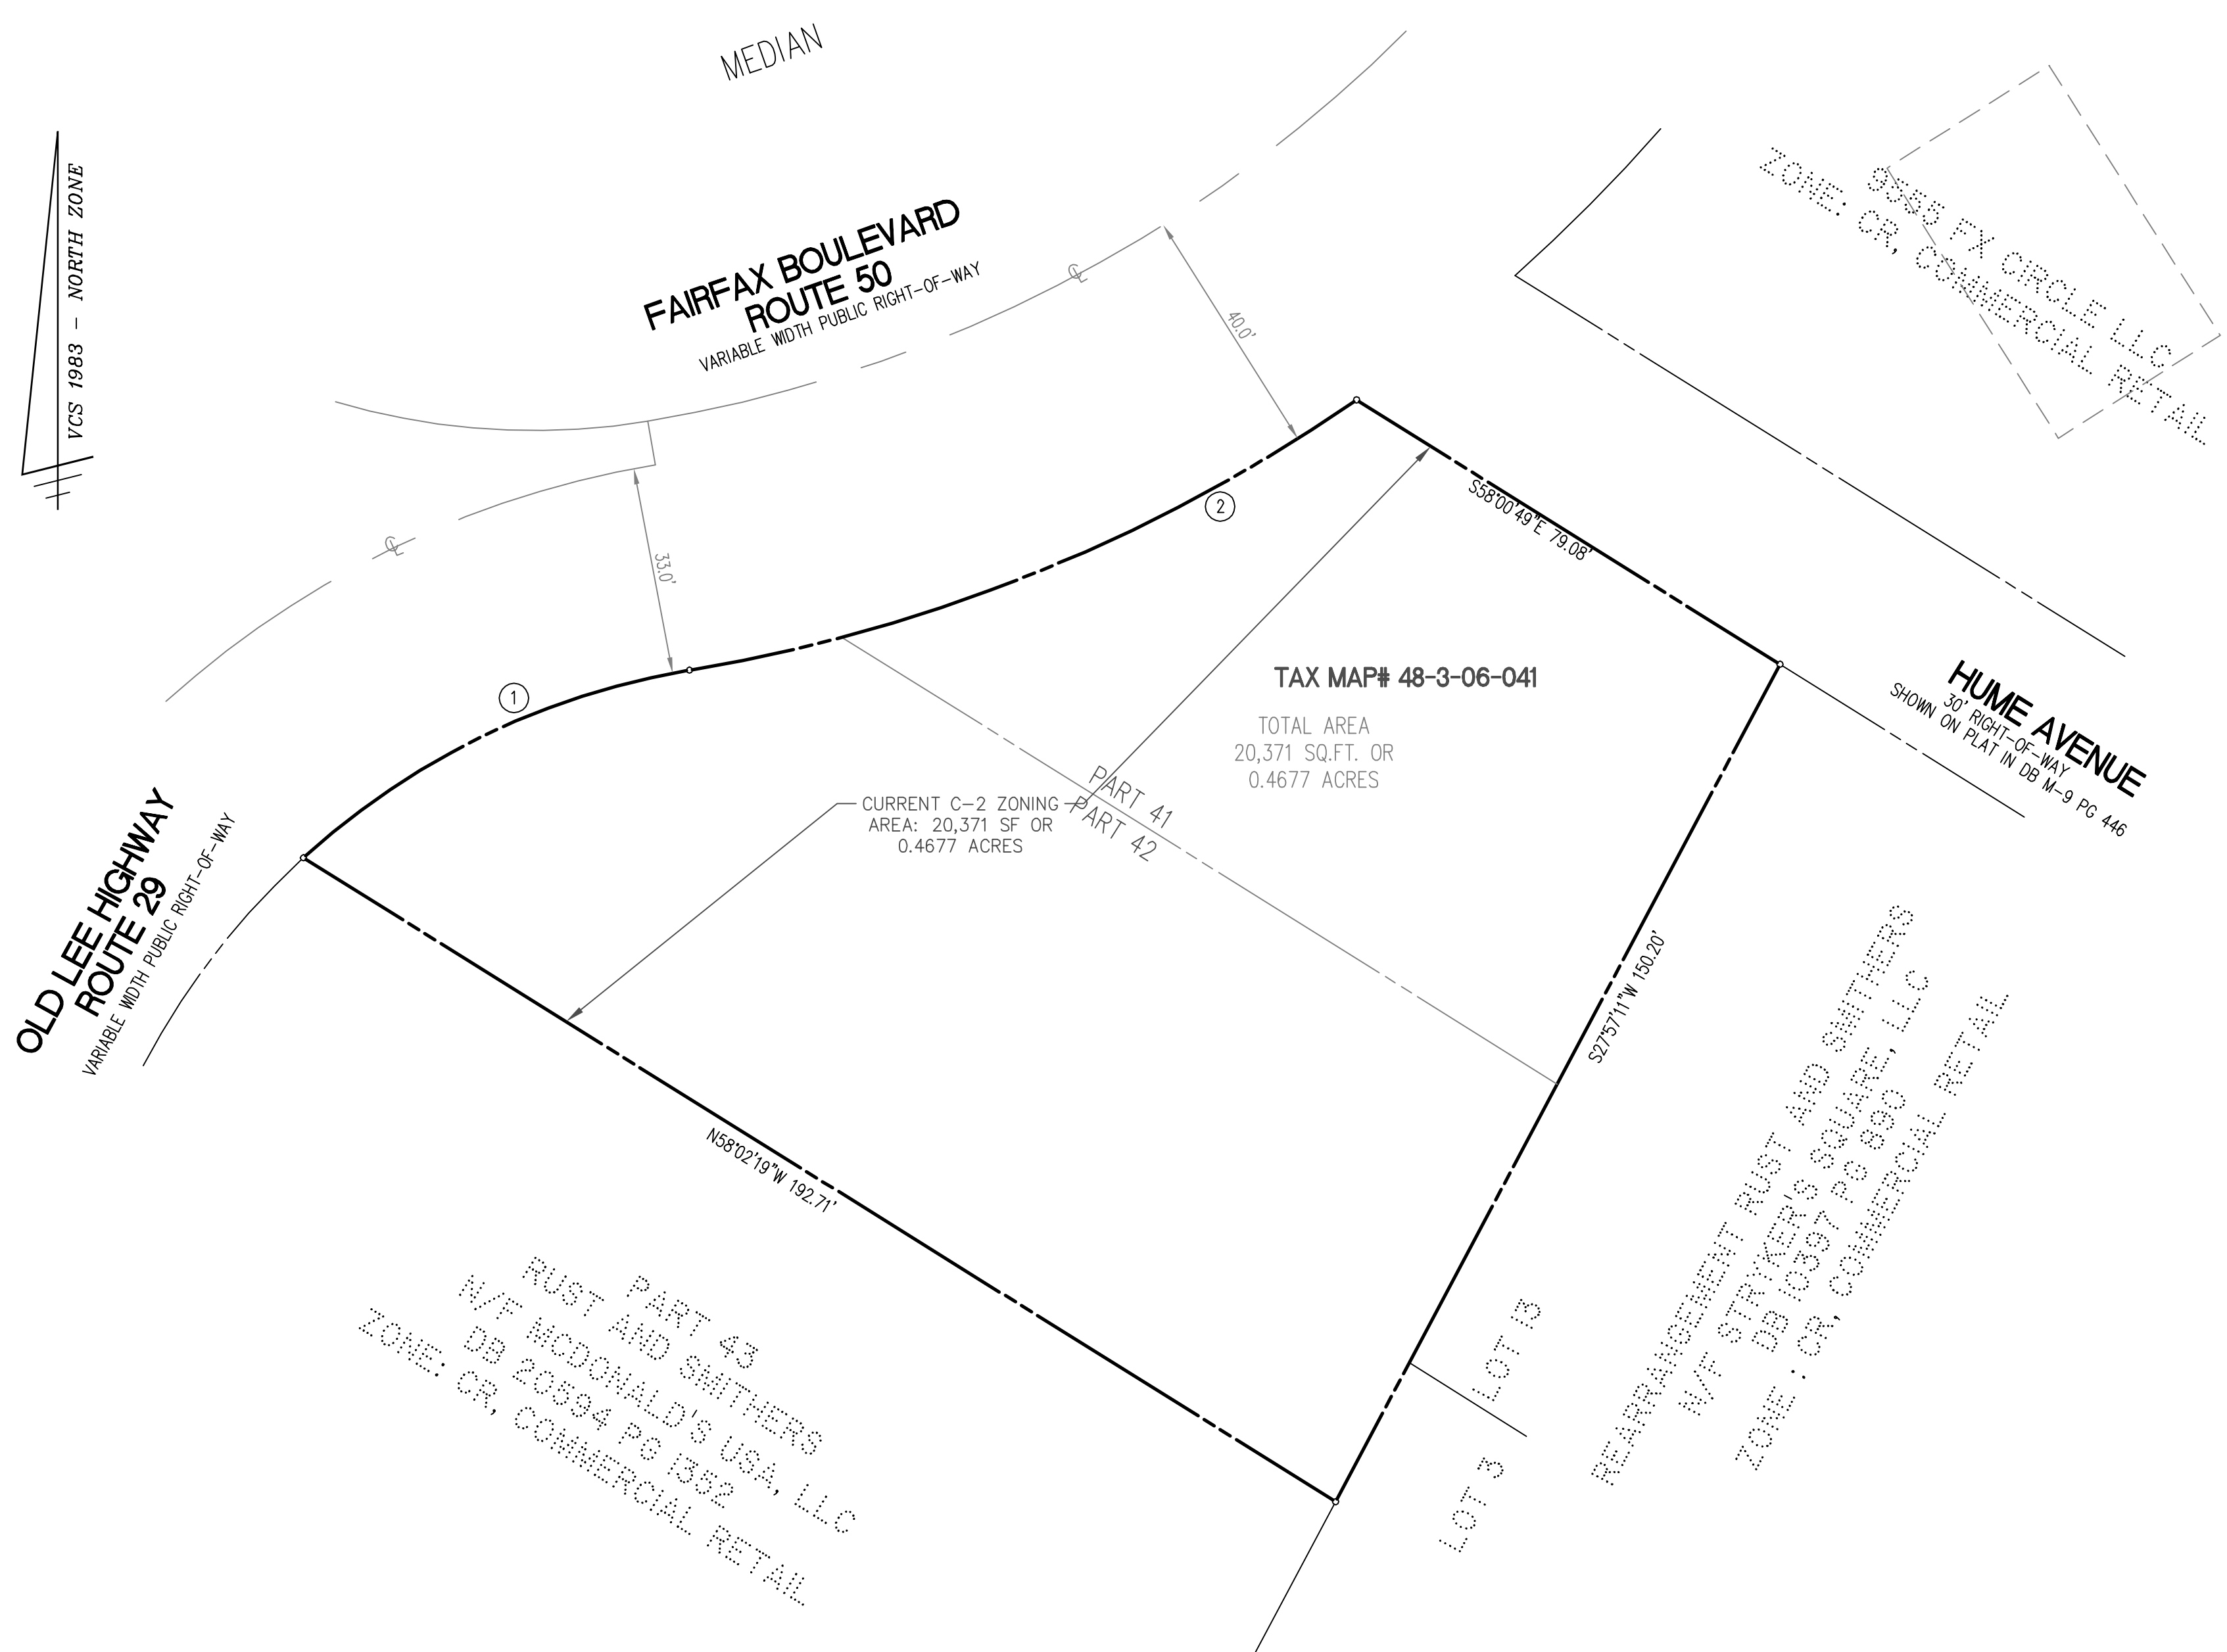 MEDIAN
VCS 1983 - NORTH ZONE
FAIRFAX BOULEVARD
ROUTE 50
VARIABLE WIDTH PUBLIC RIGHT-OF-WAY
℄
40.0'
9555 FX CIRCLE LLC
ZONE: CR, COMMERCIAL RETAIL
℄
33.0'
2
S58°00'49"E 79.08'
1
TAX MAP# 48-3-06-041
TOTAL AREA
20,371 SQ.FT. OR
0.4677 ACRES
HUME AVENUE
30' RIGHT-OF-WAY
SHOWN ON PLAT IN DB M-9 PG 446
PART 41
PART 42
CURRENT C-2 ZONING
AREA: 20,371 SF OR
0.4677 ACRES
OLD LEE HIGHWAY
ROUTE 29
VARIABLE WIDTH PUBLIC RIGHT-OF-WAY
S27°57'11"W 150.20'
N58°02'19"W 192.71'
REARRANGEMENT RUST AND SMITHERS
N/F STRYKER'S SQUARE, LLC
DB 10397 PG 890
ZONE : CR, COMMERCIAL RETAIL
PART 43
RUST AND SMITHERS
N/F MCDONALD'S USA, LLC
DB 20594 PG 1352
ZONE: CR, COMMERCIAL RETAIL
LOT 13
LOT 3